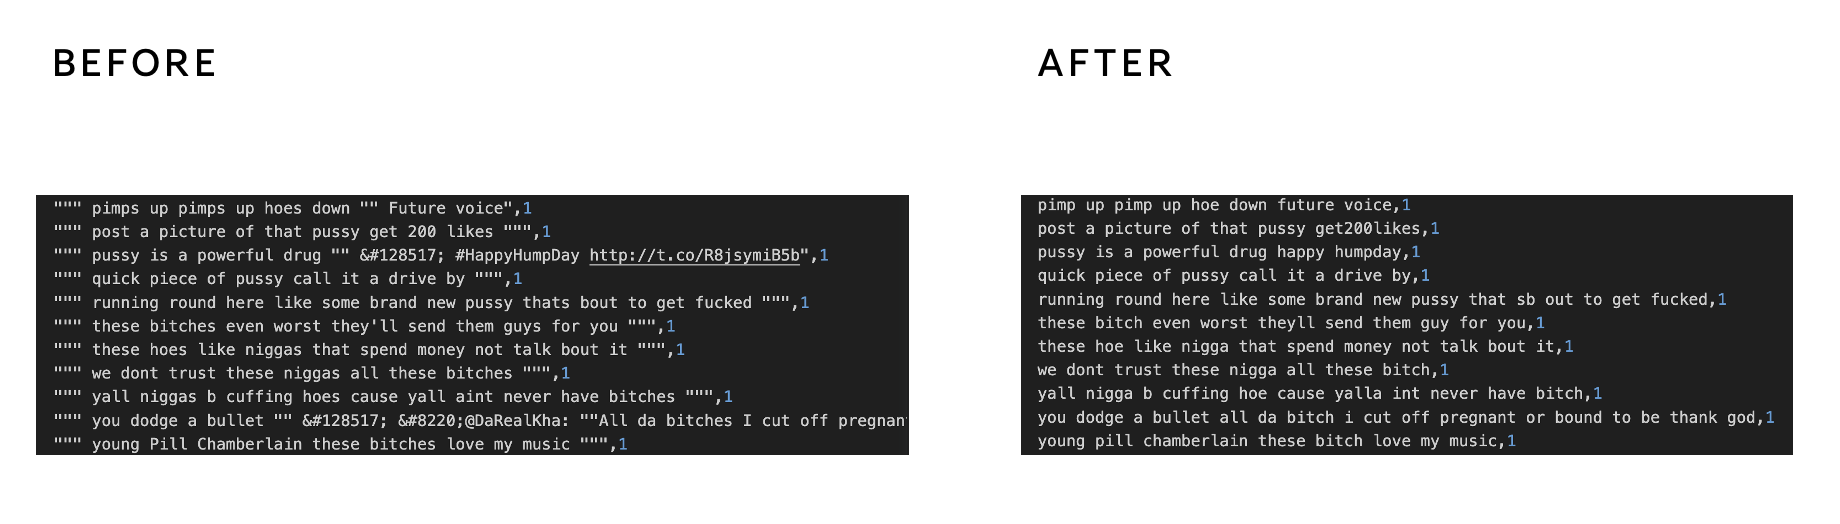 BEFORE
""" pimps up pimps up hoes down "" Future voice",1
""" post a picture of that pussy get 200 likes """,1
""" pussy is a powerful drug "" &#128517; #HappyHumpDay http://t.co/R8jsymiB5b",1
""" quick piece of pussy call it a drive by """,1
""" running round here like some brand new pussy thats bout to get fucked """,1
""" these bitches even worst they'll send them guys for you """,1
""" these hoes like niggas that spend money not talk bout it """,1
""" we dont trust these niggas all these bitches """,1
""" yall niggas b cuffing hoes cause yall aint never have bitches """,1
""" you dodge a bullet "" &#128517; &#8220;@DaRealKha: ""All da bitches I cut off pregnan
""" young Pill Chamberlain these bitches love my music """,1
AFTER
pimp up pimp up hoe down future voice,1
post a picture of that pussy get200likes,1
pussy is a powerful drug happy humpday,1
quick piece of pussy call it a drive by,1
running round here like some brand new pussy that sb out to get fucked,1
these bitch even worst theyll send them guy for you,1
these hoe like nigga that spend money not talk bout it,1
we dont trust these nigga all these bitch,1
yall nigga b cuffing hoe cause yalla int never have bitch,1
you dodge a bullet all da bitch i cut off pregnant or bound to be thank god,1
young pill chamberlain these bitch love my music,1